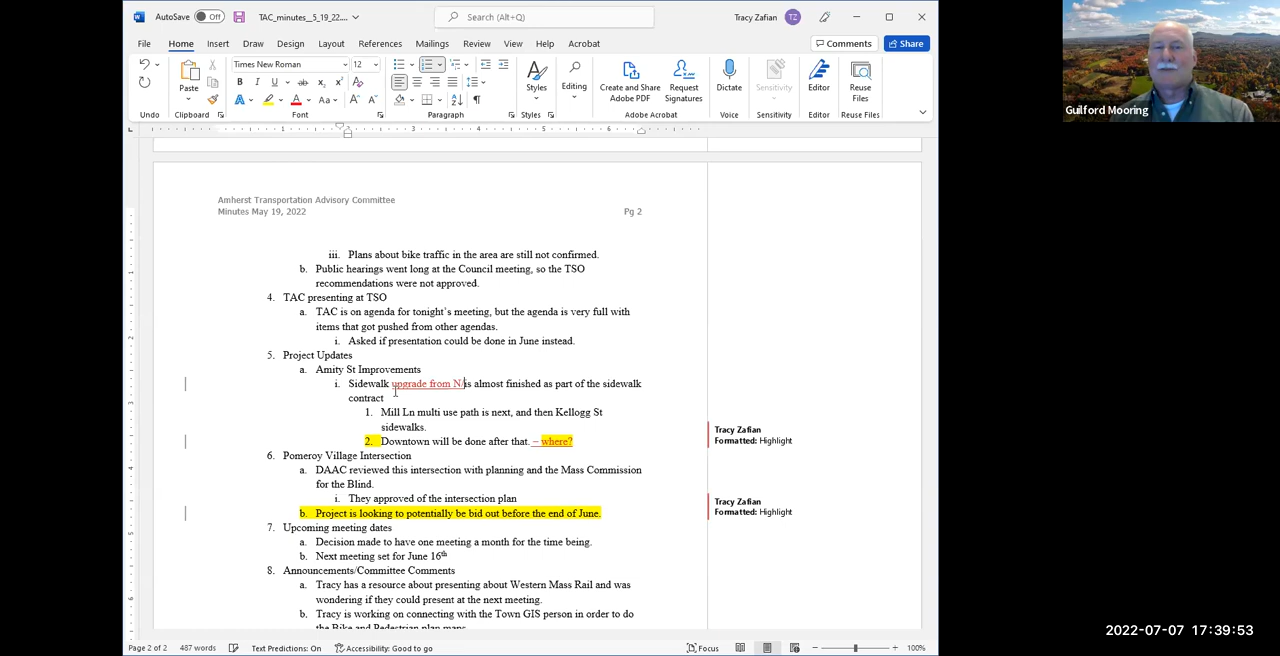 AutoSave Off TAC_minutes__5_19_22.... Search (Alt+Q) Tracy Zafian TZ
File Home Insert Draw Design Layout References Mailings Review View Help Acrobat Comments Share
Times New Roman 12
Paste Styles Editing Create and Share Adobe PDF Request Signatures Dictate Sensitivity Editor Reuse Files
Undo Clipboard Font Paragraph Styles Adobe Acrobat Voice Sensitivity Editor Reuse Files
Guilford Mooring
Amherst Transportation Advisory Committee
Minutes May 19, 2022 Pg 2
iii. Plans about bike traffic in the area are still not confirmed.
b. Public hearings went long at the Council meeting, so the TSO
recommendations were not approved.
4. TAC presenting at TSO
a. TAC is on agenda for tonight's meeting, but the agenda is very full with
items that got pushed from other agendas.
i. Asked if presentation could be done in June instead.
5. Project Updates
a. Amity St Improvements
i. Sidewalk upgrade from N/is almost finished as part of the sidewalk
contract
1. Mill Ln multi use path is next, and then Kellogg St
sidewalks.
2. Downtown will be done after that. – where?
Tracy Zafian
Formatted: Highlight
6. Pomeroy Village Intersection
a. DAAC reviewed this intersection with planning and the Mass Commission
for the Blind.
i. They approved of the intersection plan
b. Project is looking to potentially be bid out before the end of June.
Tracy Zafian
Formatted: Highlight
7. Upcoming meeting dates
a. Decision made to have one meeting a month for the time being.
b. Next meeting set for June 16th
8. Announcements/Committee Comments
a. Tracy has a resource about presenting about Western Mass Rail and was
wondering if they could present at the next meeting.
b. Tracy is working on connecting with the Town GIS person in order to do
the Bike and Pedestrian plan maps
2022-07-07 17:39:53
Page 2 of 2 487 words Text Predictions: On Accessibility: Good to go Focus 100%